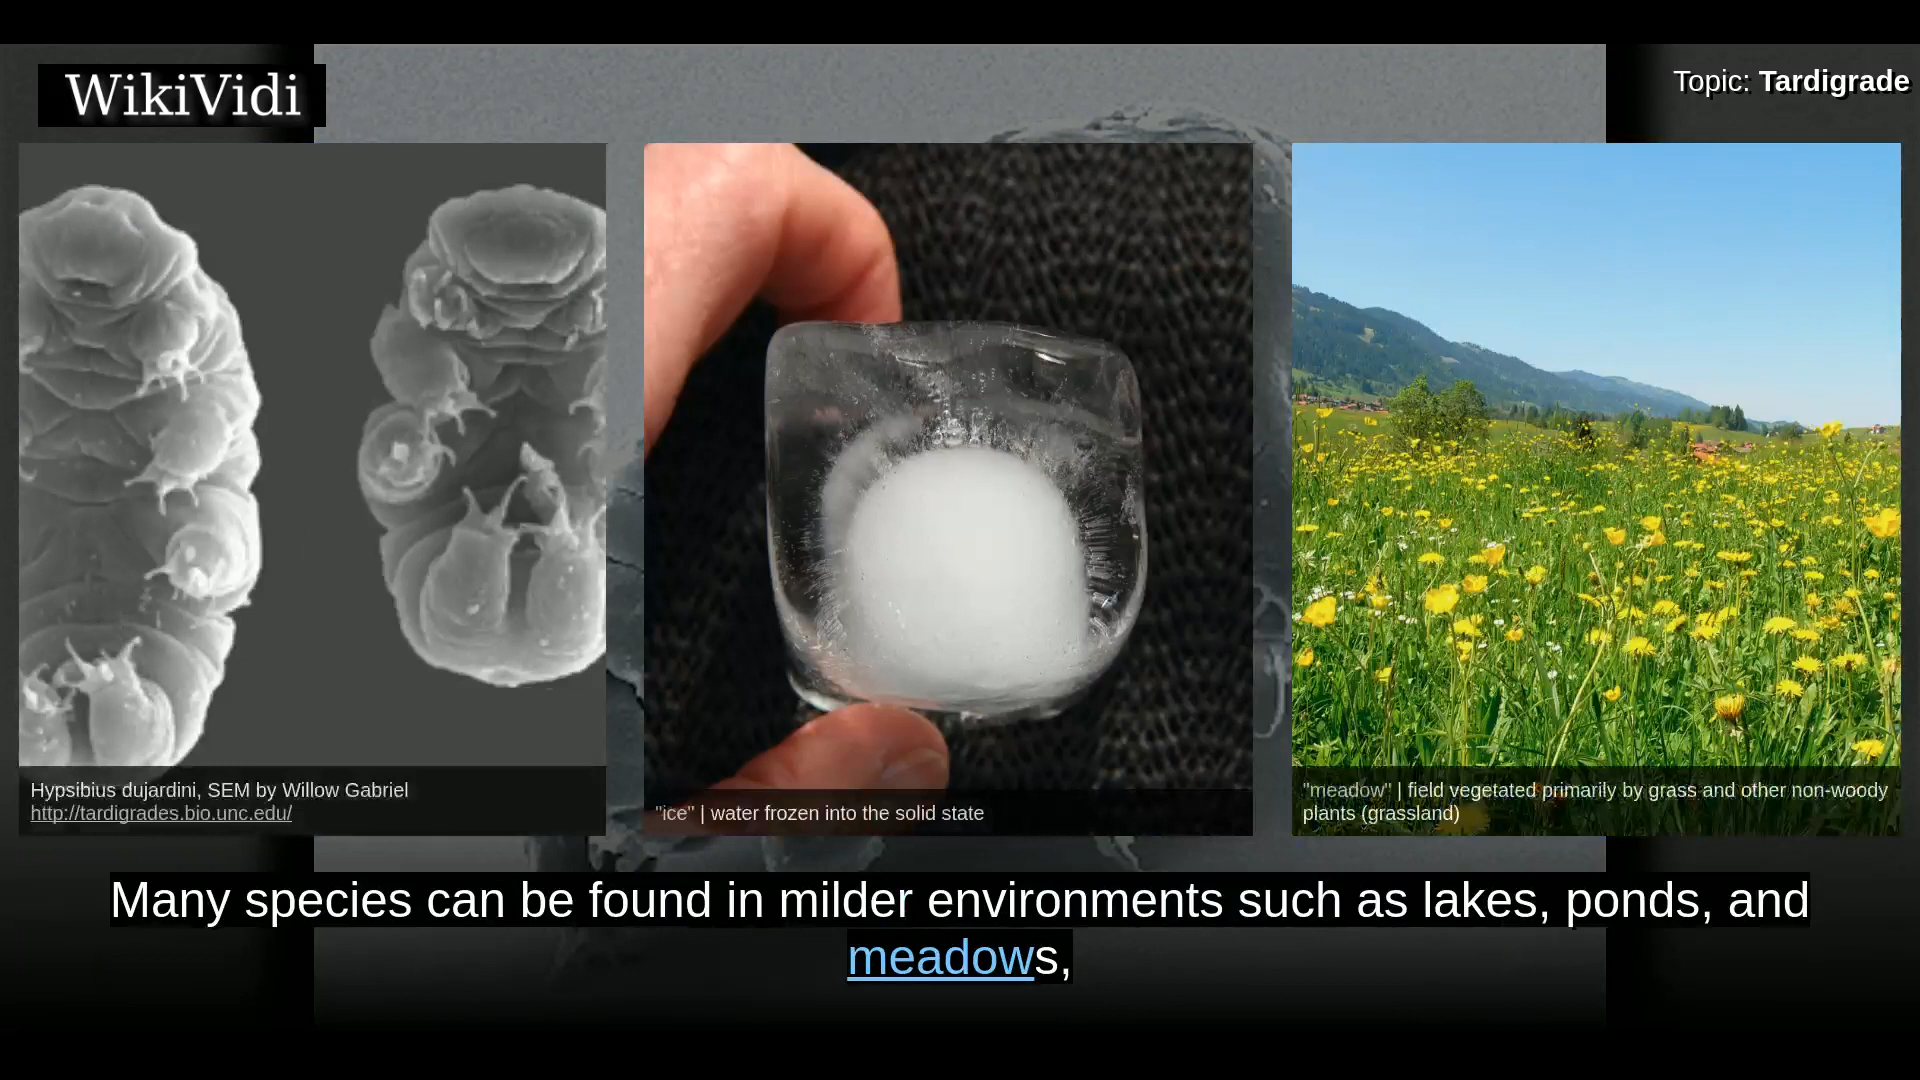 WikiVidi
Topic: Tardigrade
Hypsibius dujardini, SEM by Willow Gabriel
http://tardigrades.bio.unc.edu/
"ice" | water frozen into the solid state
"meadow" | field vegetated primarily by grass and other non-woody
plants (grassland)
Many species can be found in milder environments such as lakes, ponds, and
meadows,